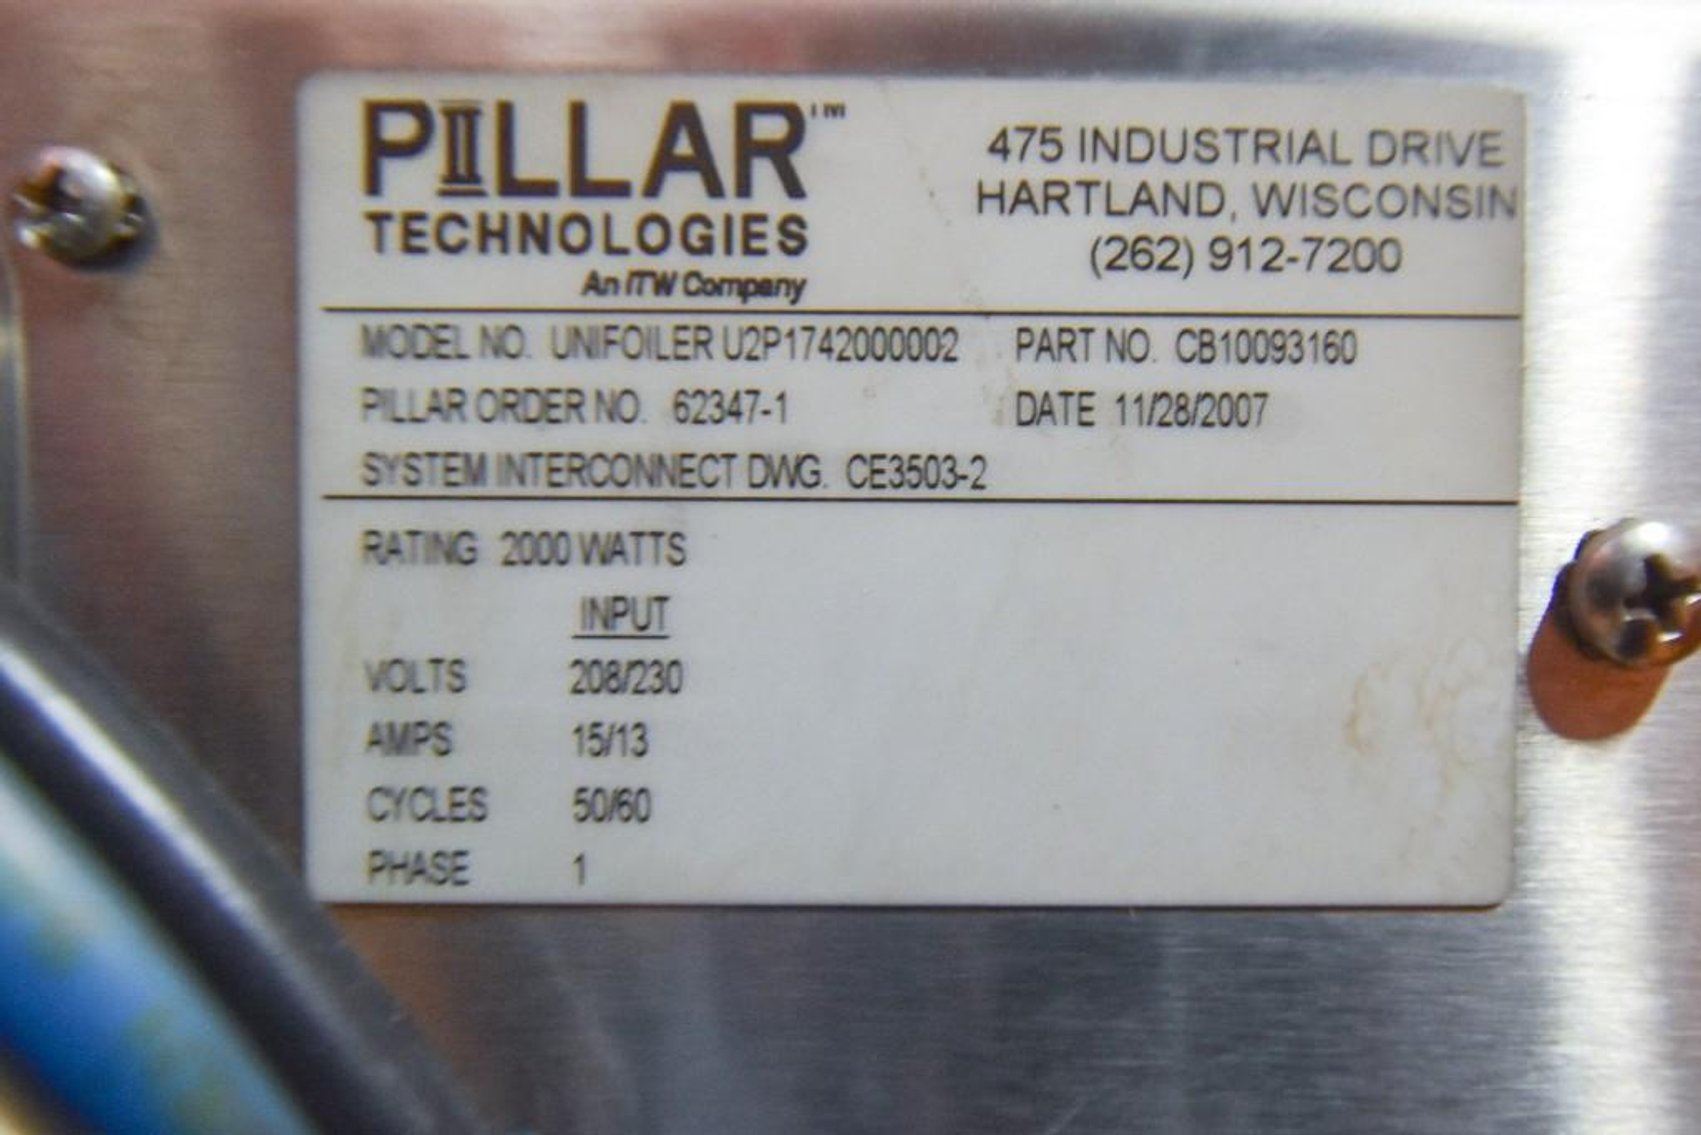 PILLAR™
TECHNOLOGIES
An ITW Company
475 INDUSTRIAL DRIVE
HARTLAND, WISCONSIN
(262) 912-7200
MODEL NO. UNIFOILER U2P1742000002 PART NO. CB10093160
PILLAR ORDER NO. 62347-1 DATE 11/28/2007
SYSTEM INTERCONNECT DWG. CE3503-2
RATING 2000 WATTS
INPUT
VOLTS 208/230
AMPS 15/13
CYCLES 50/60
PHASE 1